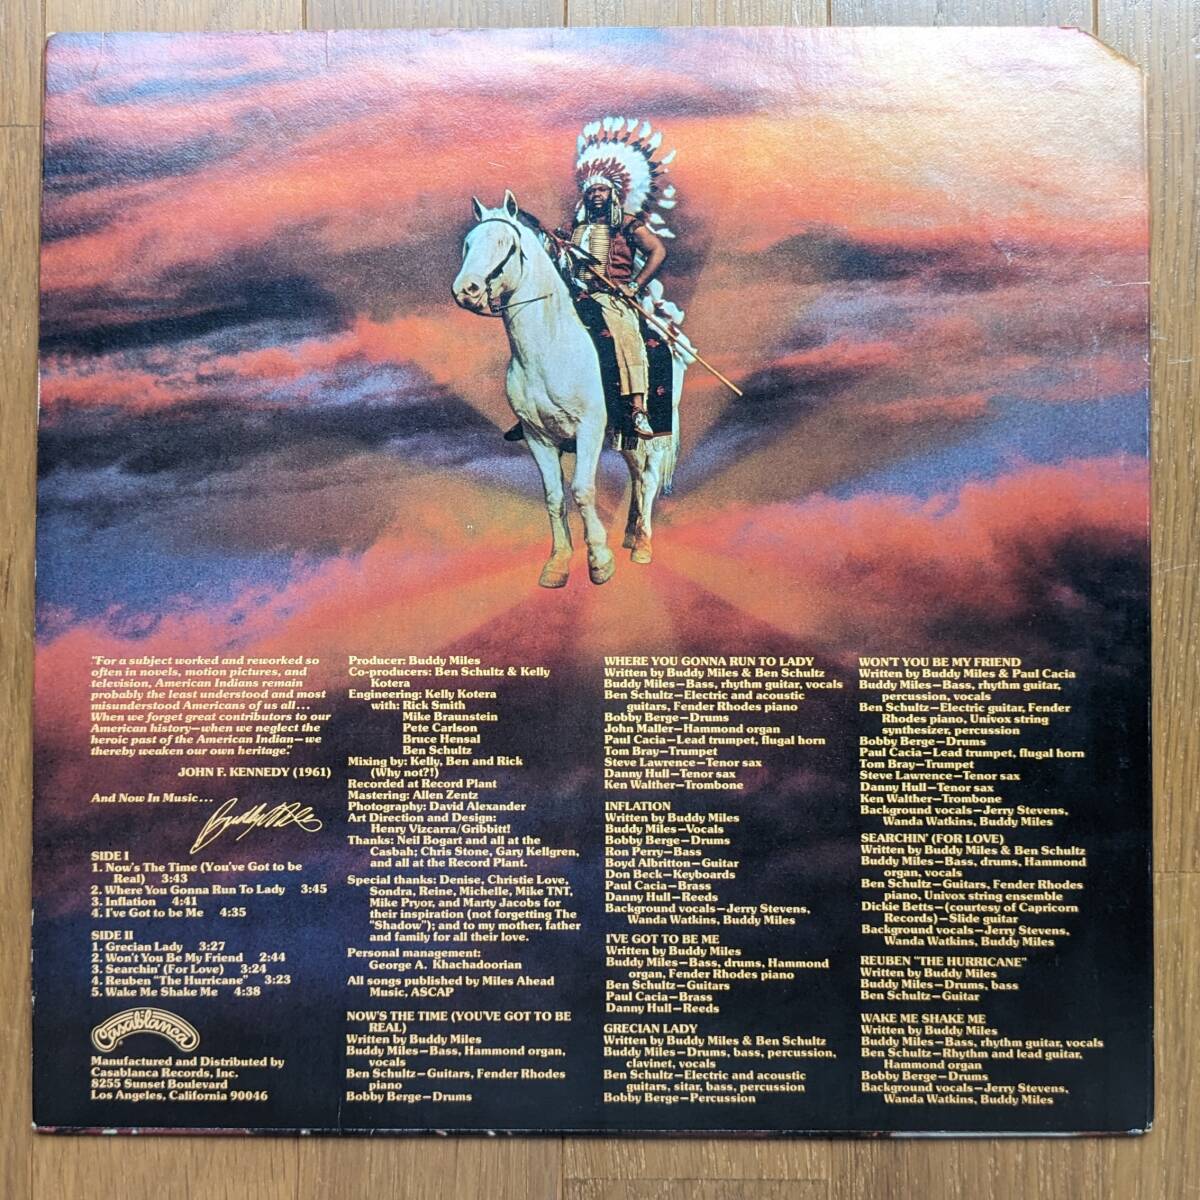 "For a subject worked and reworked so
often in novels, motion pictures, and
television, American Indians remain
probably the least understood and most
misunderstood Americans of us all...
When we forget great contributors to our
American history—when we neglect the
heroic past of the American Indian—we
thereby weaken our own heritage."
JOHN F. KENNEDY (1961)
And Now In Music...
Buddy Miles
SIDE I
1. Now's The Time (You've Got to be
Real) 3:43
2. Where You Gonna Run To Lady 3:45
3. Inflation 4:41
4. I've Got to be Me 4:35
SIDE II
1. Grecian Lady 3:27
2. Won't You Be My Friend 2:44
3. Searchin' (For Love) 3:24
4. Reuben "The Hurricane" 3:23
5. Wake Me Shake Me 4:38
Casablanca
Manufactured and Distributed by
Casablanca Records, Inc.
8255 Sunset Boulevard
Los Angeles, California 90046
Producer: Buddy Miles
Co-producers: Ben Schultz & Kelly
Kotera
Engineering: Kelly Kotera
with: Rick Smith
Mike Braunstein
Pete Carlson
Bruce Hensal
Ben Schultz
Mixing by: Kelly, Ben and Rick
(Why not?!)
Recorded at Record Plant
Mastering: Allen Zentz
Photography: David Alexander
Art Direction and Design:
Henry Vizcarra/Gribbitt!
Thanks: Neil Bogart and all at the
Casbah; Chris Stone, Gary Kellgren,
and all at the Record Plant.
Special thanks: Denise, Christie Love,
Sondra, Reine, Michelle, Mike TNT,
Mike Pryor, and Marty Jacobs for
their inspiration (not forgetting The
"Shadow"); and to my mother, father
and family for all their love.
Personal management:
George A. Khachadoorian
All songs published by Miles Ahead
Music, ASCAP
NOW'S THE TIME (YOU'VE GOT TO BE
REAL)
Written by Buddy Miles
Buddy Miles—Bass, Hammond organ,
vocals
Ben Schultz—Guitars, Fender Rhodes
piano
Bobby Berge—Drums
WHERE YOU GONNA RUN TO LADY
Written by Buddy Miles & Ben Schultz
Buddy Miles—Bass, rhythm guitar, vocals
Ben Schultz—Electric and acoustic
guitars, Fender Rhodes piano
Bobby Berge—Drums
John Maller—Hammond organ
Paul Cacia—Lead trumpet, flugal horn
Tom Bray—Trumpet
Steve Lawrence—Tenor sax
Danny Hull—Tenor sax
Ken Walther—Trombone
INFLATION
Written by Buddy Miles
Buddy Miles—Vocals
Bobby Berge—Drums
Ron Perry—Bass
Boyd Albritton—Guitar
Don Beck—Keyboards
Paul Cacia—Brass
Danny Hull—Reeds
Background vocals—Jerry Stevens,
Wanda Watkins, Buddy Miles
I'VE GOT TO BE ME
Written by Buddy Miles
Buddy Miles—Bass, drums, Hammond
organ, Fender Rhodes piano
Ben Schultz—Guitars
Paul Cacia—Brass
Danny Hull—Reeds
GRECIAN LADY
Written by Buddy Miles & Ben Schultz
Buddy Miles—Drums, bass, percussion,
clavinet, vocals
Ben Schultz—Electric and acoustic
guitars, sitar, bass, percussion
Bobby Berge—Percussion
WON'T YOU BE MY FRIEND
Written by Buddy Miles & Paul Cacia
Buddy Miles—Bass, rhythm guitar,
percussion, vocals
Ben Schultz—Electric guitar, Fender
Rhodes piano, Univox string
synthesizer, percussion
Bobby Berge—Drums
Paul Cacia—Lead trumpet, flugal horn
Tom Bray—Trumpet
Steve Lawrence—Tenor sax
Danny Hull—Tenor sax
Ken Walther—Trombone
Background vocals—Jerry Stevens,
Wanda Watkins, Buddy Miles
SEARCHIN' (FOR LOVE)
Written by Buddy Miles & Ben Schultz
Buddy Miles—Bass, drums, Hammond
organ, vocals
Ben Schultz—Guitars, Fender Rhodes
piano, Univox string ensemble
Dickie Betts—(courtesy of Capricorn
Records)—Slide guitar
Background vocals—Jerry Stevens,
Wanda Watkins, Buddy Miles
REUBEN "THE HURRICANE"
Written by Buddy Miles
Buddy Miles—Drums, bass
Ben Schultz—Guitar
WAKE ME SHAKE ME
Written by Buddy Miles
Buddy Miles—Bass, rhythm guitar, vocals
Ben Schultz—Rhythm and lead guitar,
Hammond organ
Bobby Berge—Drums
Background vocals—Jerry Stevens,
Wanda Watkins, Buddy Miles